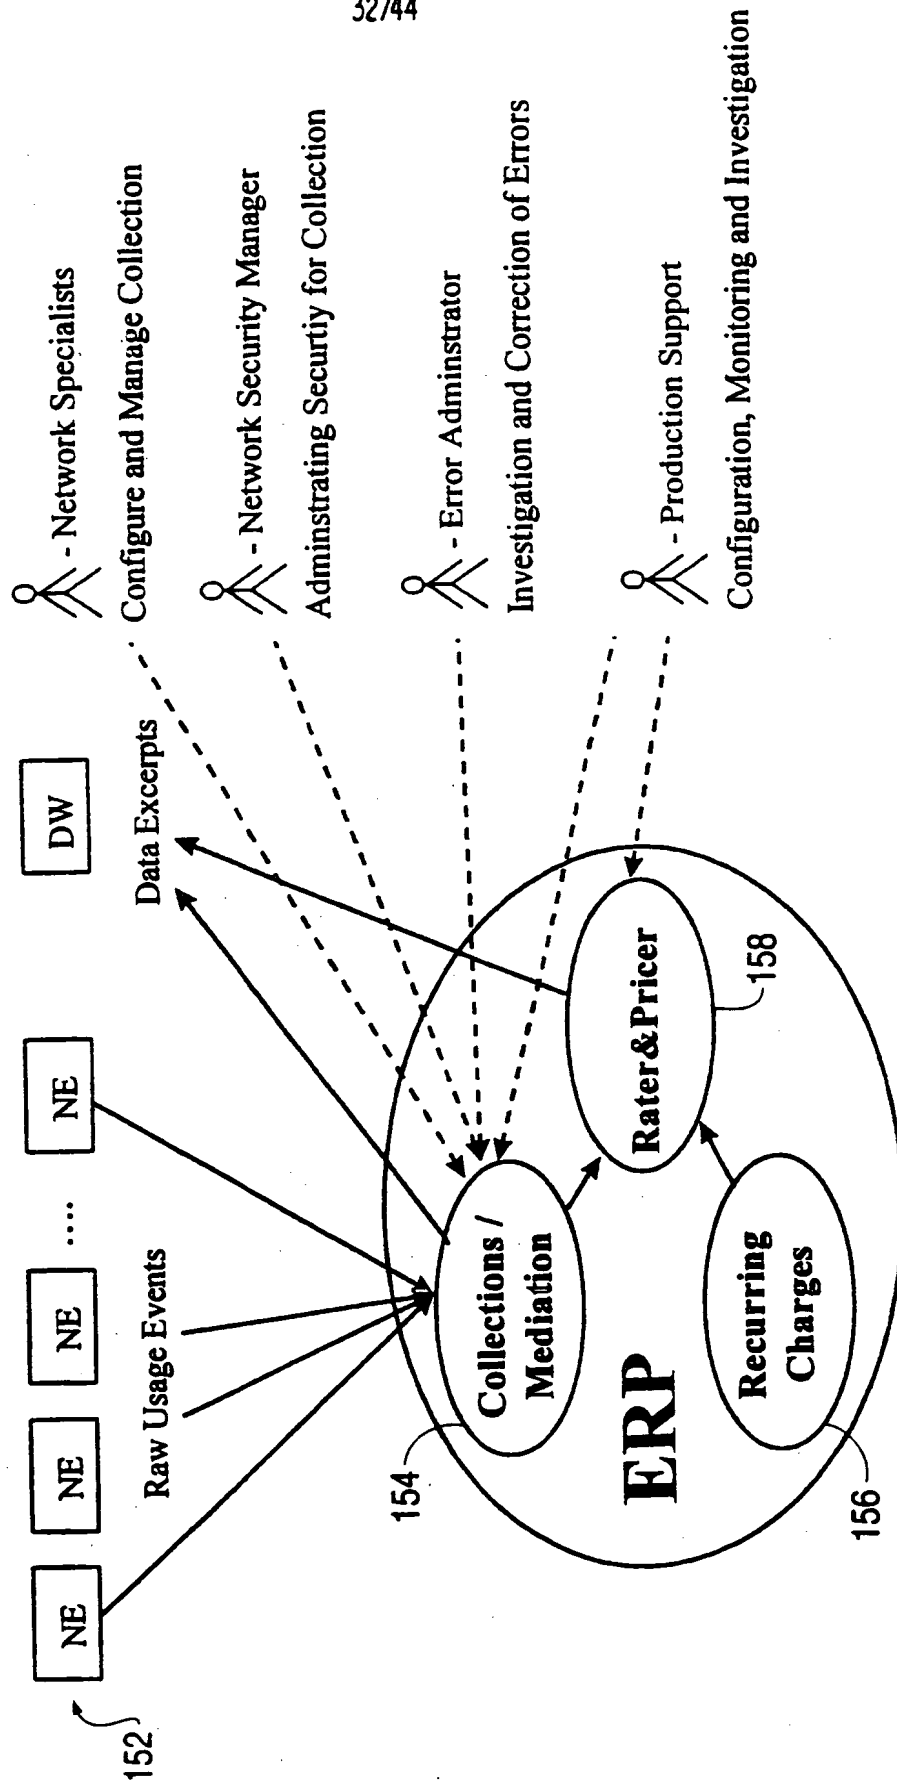 32/44
152
NE
NE
NE
....
NE
DW
Raw Usage Events
Data Excerpts
- Network Specialists
Configure and Manage Collection
- Network Security Manager
Adminstrating Securtiy for Collection
- Error Adminstrator
Investigation and Correction of Errors
- Production Support
Configuration, Monitoring and Investigation
154
Collections /
Mediation
ERP
Rater&Pricer
158
Recurring
Charges
156